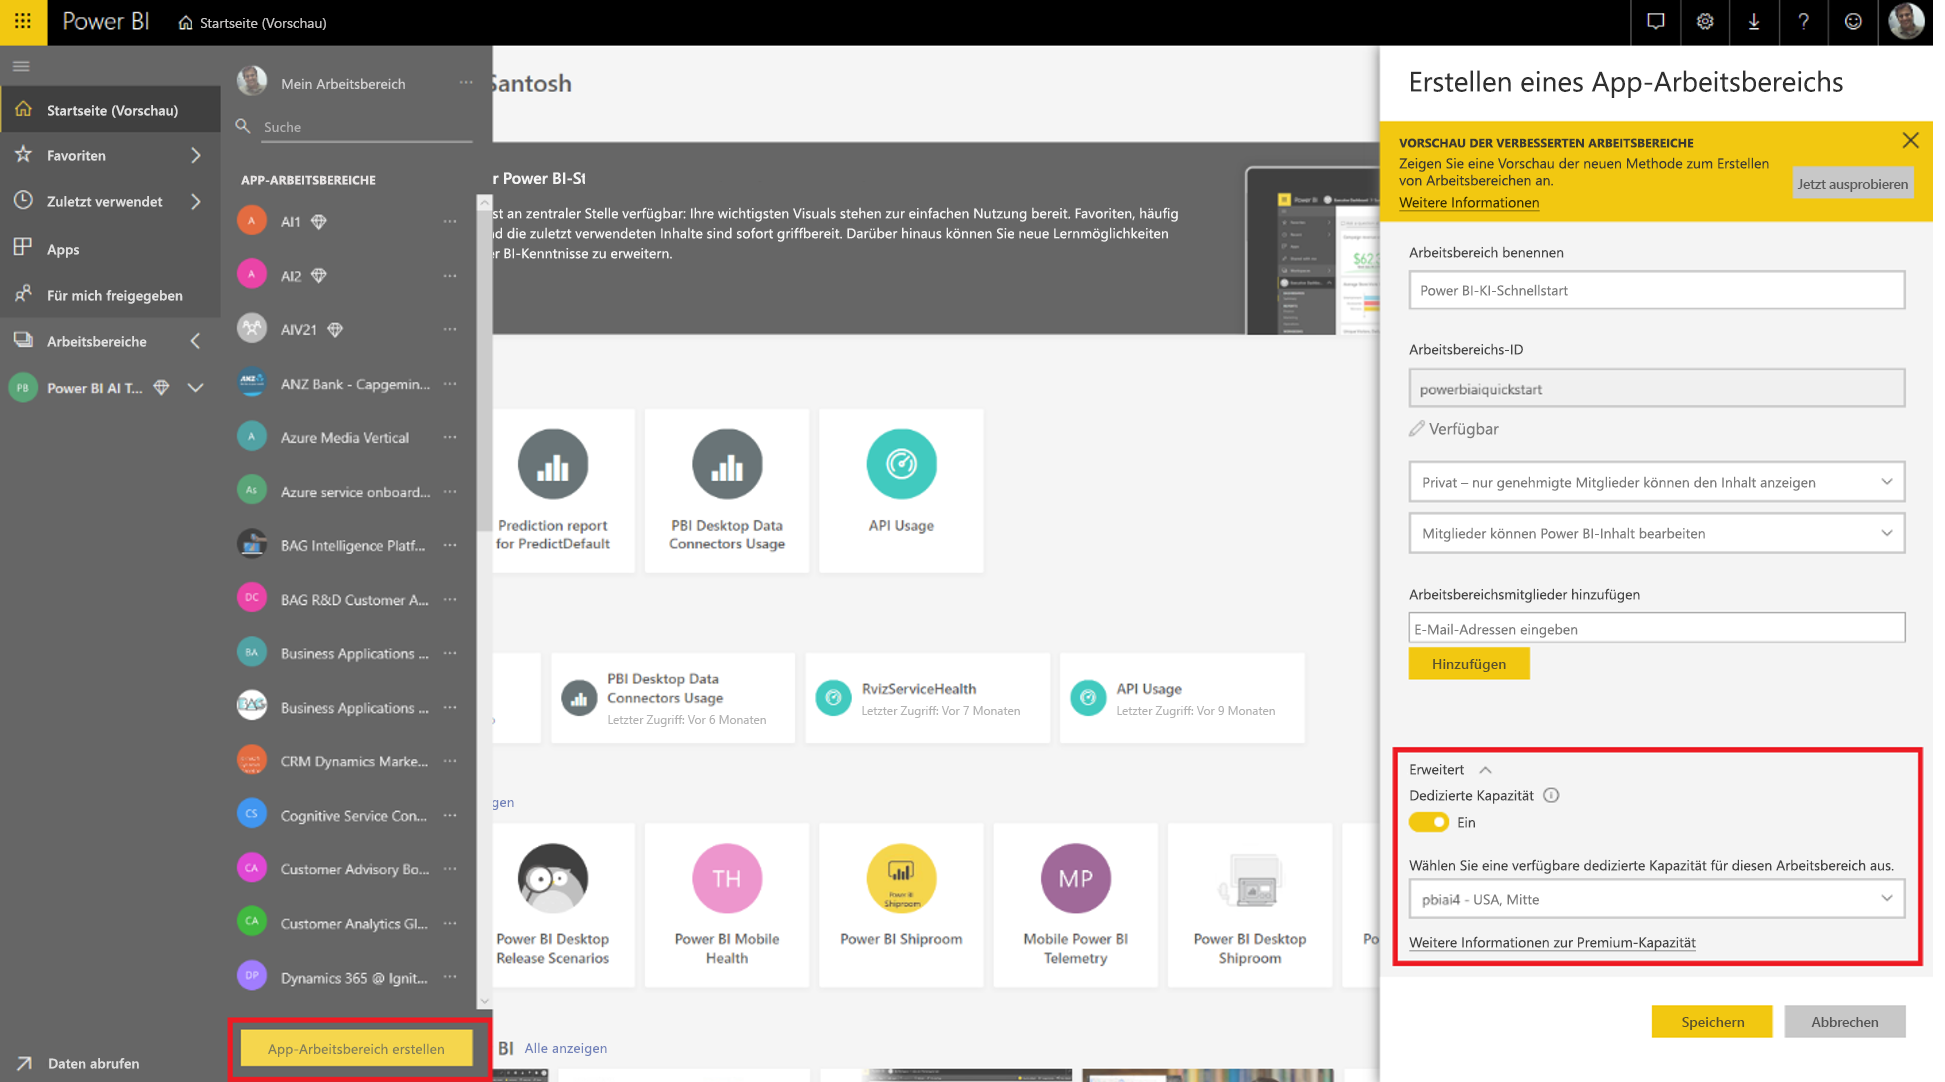 Power BI
Startseite (Vorschau)
Startseite (Vorschau)
Favoriten
Zuletzt verwendet
Apps
Für mich freigegeben
Arbeitsbereiche
PB
Power BI AI T...
Daten abrufen
Mein Arbeitsbereich
Suche
APP-ARBEITSBEREICHE
A AI1
A AI2
AIV21
ANZ Bank - Capgemin...
A Azure Media Vertical
As Azure service onboard...
BAG Intelligence Platf...
DC BAG R&D Customer A...
BA Business Applications ...
BAG Business Applications ...
CRM Dynamics Marke...
CS Cognitive Service Con...
CA Customer Advisory Bo...
CA Customer Analytics Gl...
DP Dynamics 365 @ Ignit...
App-Arbeitsbereich erstellen
Santosh
r Power BI-St
st an zentraler Stelle verfügbar: Ihre wichtigsten Visuals stehen zur einfachen Nutzung bereit. Favoriten, häufig
d die zuletzt verwendeten Inhalte sind sofort griffbereit. Darüber hinaus können Sie neue Lernmöglichkeiten
r BI-Kenntnisse zu erweitern.
Prediction report
for PredictDefault
PBI Desktop Data
Connectors Usage
API Usage
PBI Desktop Data
Connectors Usage
Letzter Zugriff: Vor 6 Monaten
RvizServiceHealth
Letzter Zugriff: Vor 7 Monaten
API Usage
Letzter Zugriff: Vor 9 Monaten
gen
Power BI Desktop
Release Scenarios
TH
Power BI Mobile
Health
Power BI
Shiproom
Power BI Shiproom
MP
Mobile Power BI
Telemetry
Power BI Desktop
Shiproom
Po
BI Alle anzeigen
Erstellen eines App-Arbeitsbereichs
VORSCHAU DER VERBESSERTEN ARBEITSBEREICHE
Zeigen Sie eine Vorschau der neuen Methode zum Erstellen
von Arbeitsbereichen an.
Weitere Informationen
Jetzt ausprobieren
Arbeitsbereich benennen
Power BI-KI-Schnellstart
Arbeitsbereichs-ID
powerbiaiquickstart
Verfügbar
Privat – nur genehmigte Mitglieder können den Inhalt anzeigen
Mitglieder können Power BI-Inhalt bearbeiten
Arbeitsbereichsmitglieder hinzufügen
E-Mail-Adressen eingeben
Hinzufügen
Erweitert
Dedizierte Kapazität
Ein
Wählen Sie eine verfügbare dedizierte Kapazität für diesen Arbeitsbereich aus.
pbiai4 - USA, Mitte
Weitere Informationen zur Premium-Kapazität
Speichern
Abbrechen